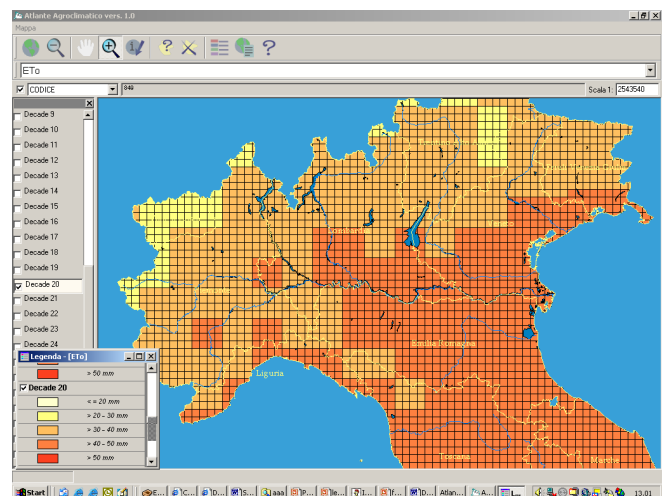 Atlante Agroclimatico vers. 1.0
Mappa
ETo
CODICE
Scala 1: 2543540
Decade 9
Decade 10
Decade 11
Decade 12
Decade 13
Decade 14
Decade 15
Decade 16
Decade 17
Decade 18
Decade 19
Decade 20
Decade 21
Decade 22
Decade 23
Decade 24
Emilia Romagna
Liguria
Toscana
Marche
Legenda - [ETo]
> 50 mm
Decade 20
<= 20 mm
> 20 - 30 mm
> 30 - 40 mm
> 40 - 50 mm
> 50 mm
Start
13.01